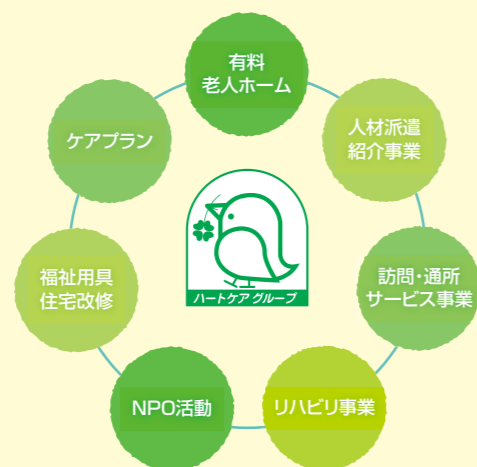 有料
老人ホーム
人材派遣
紹介事業
訪問・通所
サービス事業
リハビリ事業
NPO活動
福祉用具
住宅改修
ケアプラン
ハートケア グループ